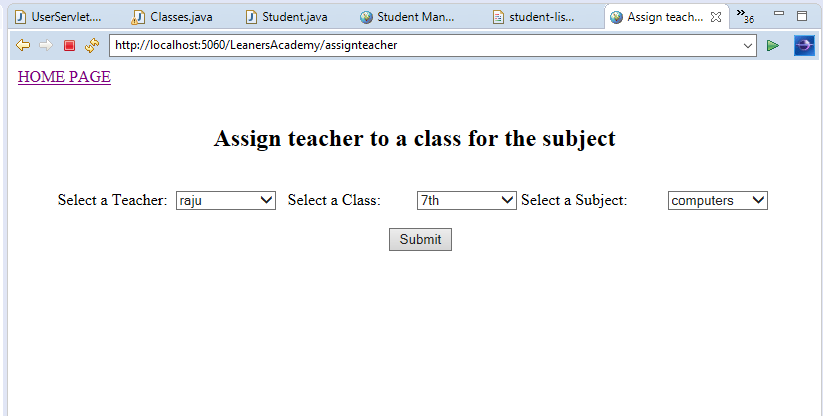 UserServlet.... Classes.java Student.java Student Man... student-lis... Assign teach... »36
http://localhost:5060/LeanersAcademy/assignteacher
HOME PAGE
Assign teacher to a class for the subject
Select a Teacher: raju Select a Class: 7th Select a Subject: computers
Submit